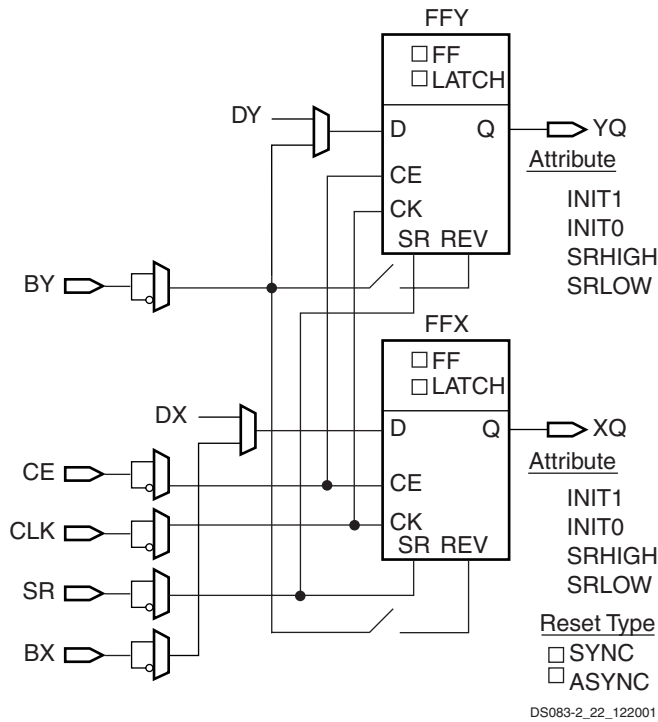 FFY
FF
LATCH
DY
D
Q
YQ
CE
CK
SR REV
Attribute
INIT1
INIT0
SRHIGH
SRLOW
BY
FFX
FF
LATCH
DX
D
Q
XQ
CE
CE
CLK
CK
SR REV
Attribute
INIT1
INIT0
SRHIGH
SRLOW
SR
BX
Reset Type
SYNC
ASYNC
DS083-2_22_122001